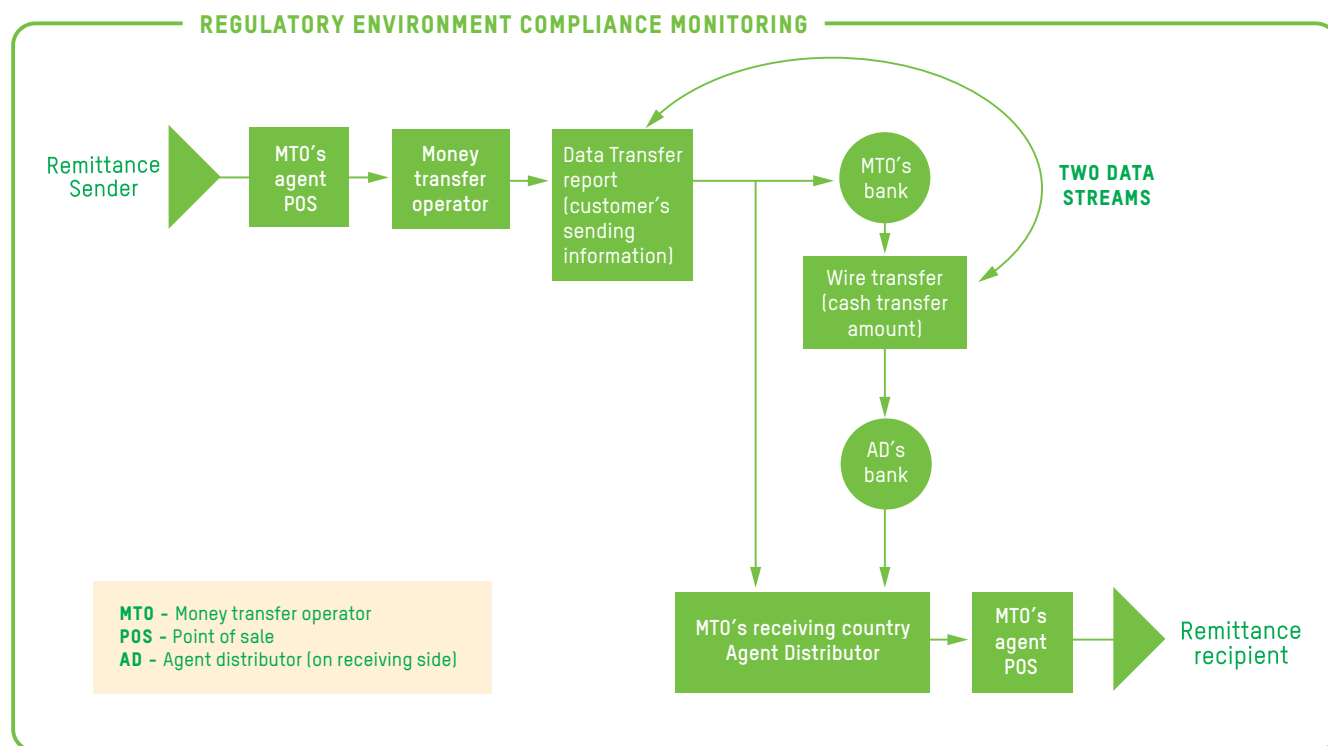 REGULATORY ENVIRONMENT COMPLIANCE MONITORING
Remittance
Sender
MTO's
agent
POS
Money
transfer
operator
Data Transfer
report
(customer's
sending
information)
MTO's
bank
TWO DATA
STREAMS
Wire transfer
(cash transfer
amount)
AD's
bank
MTO - Money transfer operator
POS - Point of sale
AD - Agent distributor (on receiving side)
MTO's receiving country
Agent Distributor
MTO's
agent
POS
Remittance
recipient